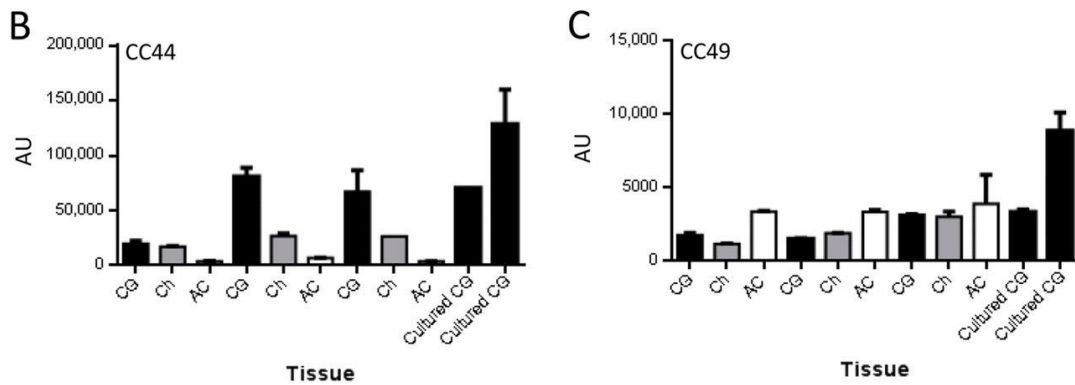 B
CC44
200,000
150,000
100,000
50,000
0
AU
CG Ch AC CG Ch AC CG Ch AC Cultured CG Cultured CG
Tissue
C
CC49
15,000
10,000
5000
0
AU
CG Ch AC CG Ch AC CG Ch AC Cultured CG Cultured CG
Tissue